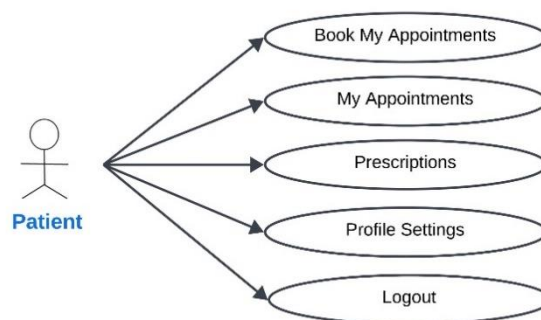 Book My Appointments
My Appointments
Prescriptions
Patient
Profile Settings
Logout